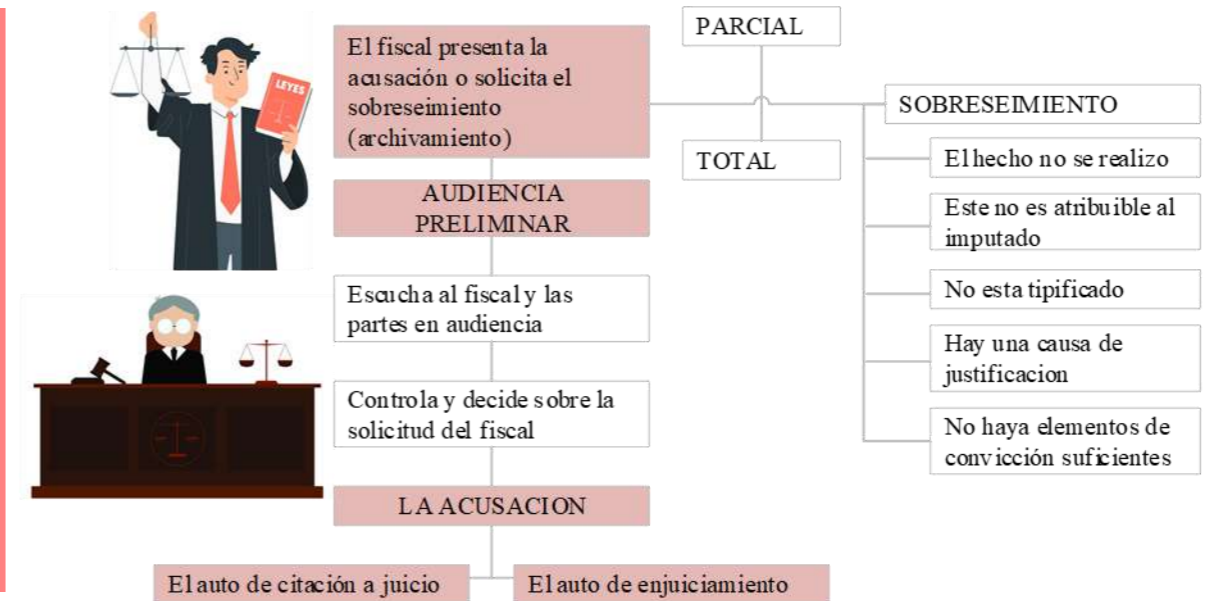 LEYES
El fiscal presenta la
acusación o solicita el
sobreseimiento
(archivamiento)
AUDIENCIA
PRELIMINAR
Escucha al fiscal y las
partes en audiencia
Controla y decide sobre la
solicitud del fiscal
LA ACUSACION
El auto de citación a juicio
El auto de enjuiciamiento
PARCIAL
TOTAL
SOBRESEIMIENTO
El hecho no se realizo
Este no es atribuible al
imputado
No esta tipificado
Hay una causa de
justificacion
No haya elementos de
convicción suficientes